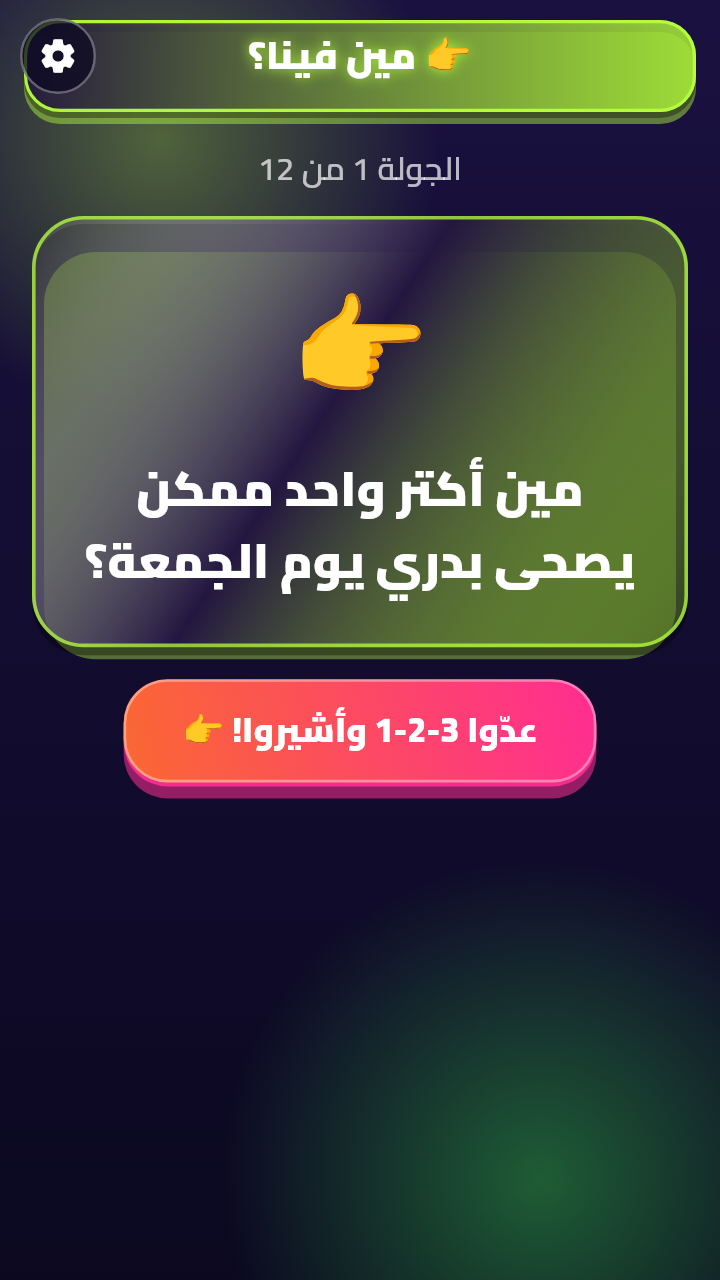 👉 مين فينا؟
الجولة 1 من 12
👉
مين أكتر واحد ممكن
يصحى بدري يوم الجمعة؟
عدّوا 3-2-1 وأشيروا! 👉